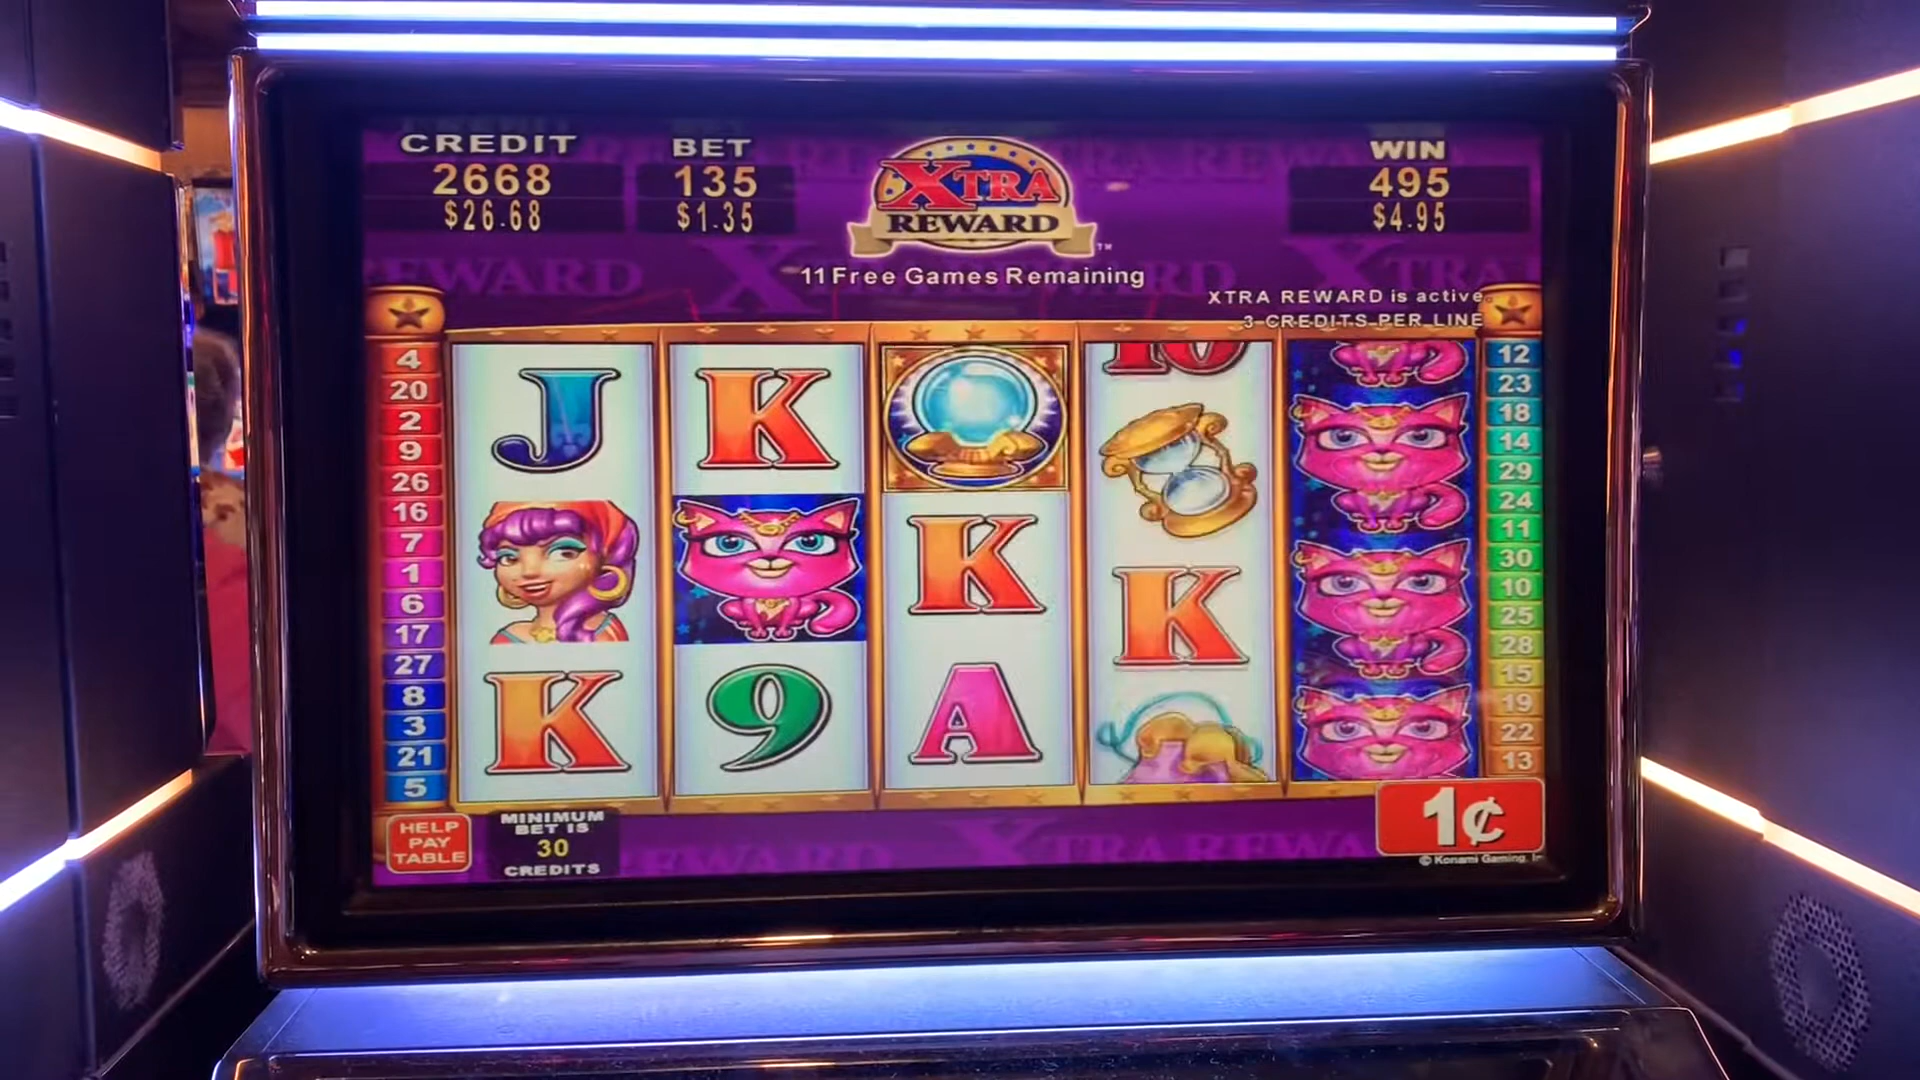 CREDIT
2668
$26.68
BET
135
$1.35
XTRA
REWARD
™
WIN
495
$4.95
11 Free Games Remaining
XTRA REWARD is active.
3 CREDITS PER LINE
4
20
2
9
26
16
7
1
6
17
27
8
3
21
5
J
K
10
K
K
K
9
A
12
23
18
14
29
24
11
30
10
25
28
15
19
22
13
HELP
PAY
TABLE
MINIMUM
BET IS
30
CREDITS
1¢
© Konami Gaming, In